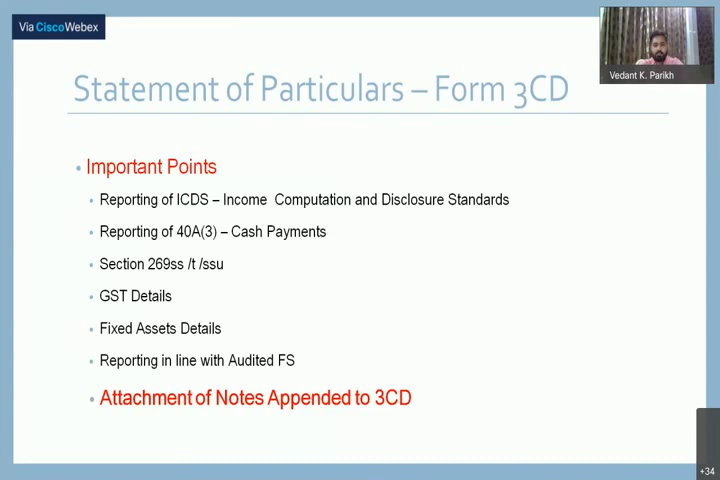 Via Cisco Webex
Vedant K. Parikh
Statement of Particulars – Form 3CD
• Important Points
• Reporting of ICDS – Income Computation and Disclosure Standards
• Reporting of 40A(3) – Cash Payments
• Section 269ss /t /ssu
• GST Details
• Fixed Assets Details
• Reporting in line with Audited FS
• Attachment of Notes Appended to 3CD
+34